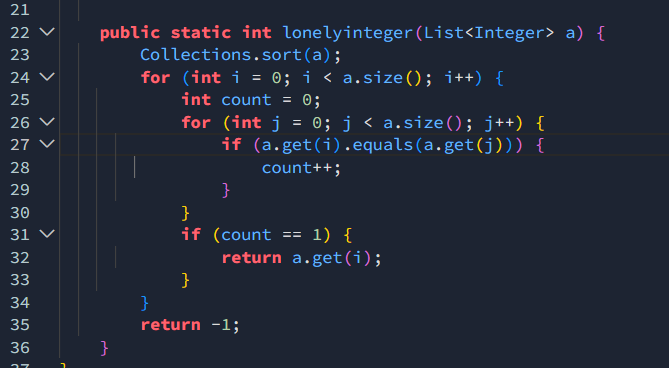 21
22 public static int lonelyinteger(List<Integer> a) {
23 Collections.sort(a);
24 for (int i = 0; i < a.size(); i++) {
25 int count = 0;
26 for (int j = 0; j < a.size(); j++) {
27 if (a.get(i).equals(a.get(j))) {
28 count++;
29 }
30 }
31 if (count == 1) {
32 return a.get(i);
33 }
34 }
35 return -1;
36 }
37 }